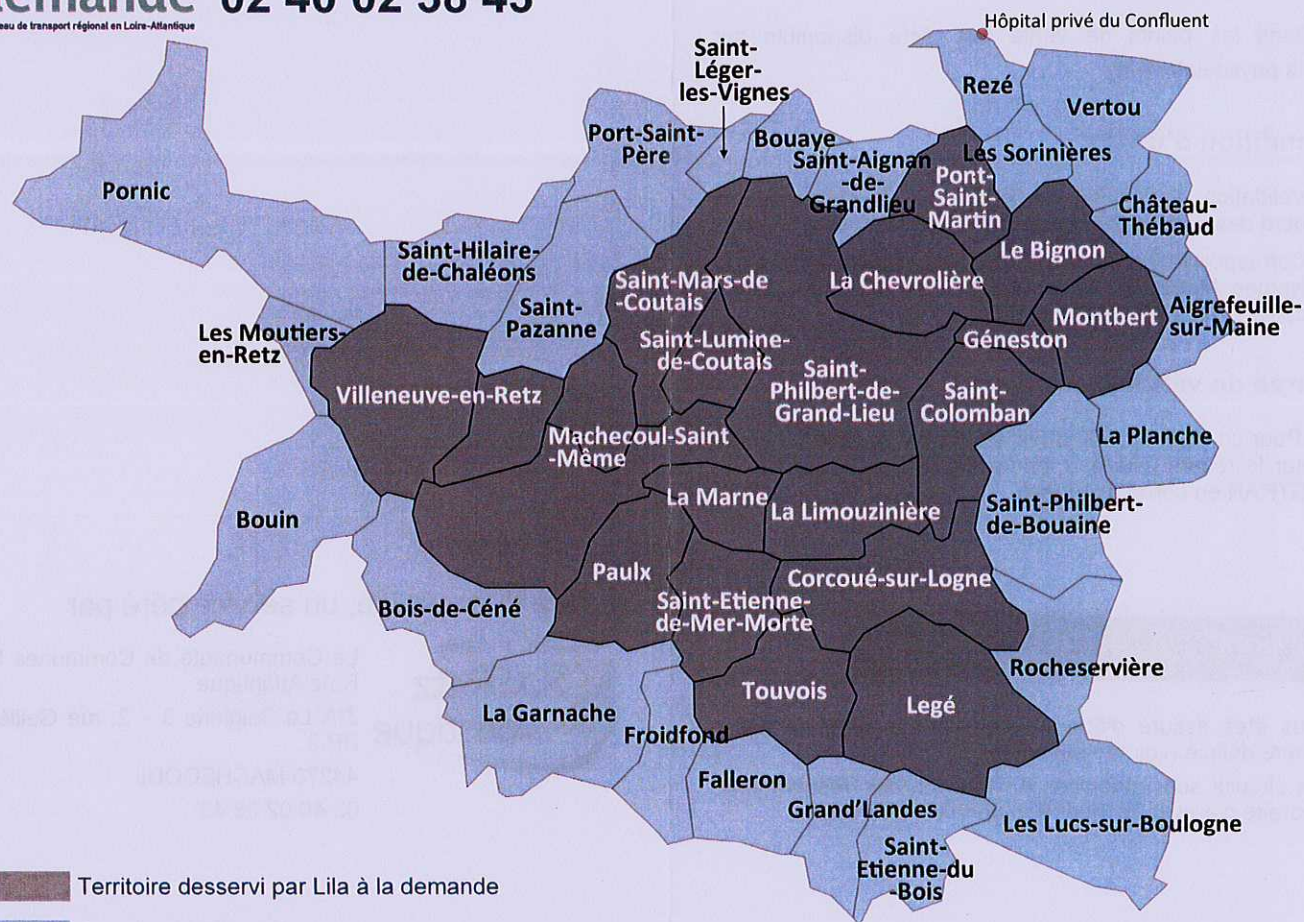 demande 02 40 02 38 45
eau de transport régional en Loire-Atlantique
Hôpital privé du Confluent
Saint-
Léger-
les-Vignes
Rezé
Vertou
Port-Saint-
Père
Bouaye
Saint-Aignan
-de-
Grandlieu
Les Sorinières
Pont-
Saint-
Martin
Pornic
Château-
Thébaud
Saint-Hilaire-
de-Chaléons
Le Bignon
Saint-Mars-de
-Coutais
La Chevrolière
Saint-
Pazanne
Aigrefeuille-
sur-Maine
Montbert
Les Moutiers-
en-Retz
Saint-Lumine-
de-Coutais
Géneston
Villeneuve-en-Retz
Saint-
Philbert-de-
Grand-Lieu
Saint-
Colomban
Machecoul-Saint
-Même
La Planche
La Marne
La Limouzinière
Saint-Philbert-
de-Bouaine
Bouin
Paulx
Corcoué-sur-Logne
Bois-de-Céné
Saint-Etienne-
de-Mer-Morte
Rocheservière
Touvois
Legé
La Garnache
Froidfond
Falleron
Grand'Landes
Les Lucs-sur-Boulogne
Saint-
Etienne-du
-Bois
Territoire desservi par Lila à la demande